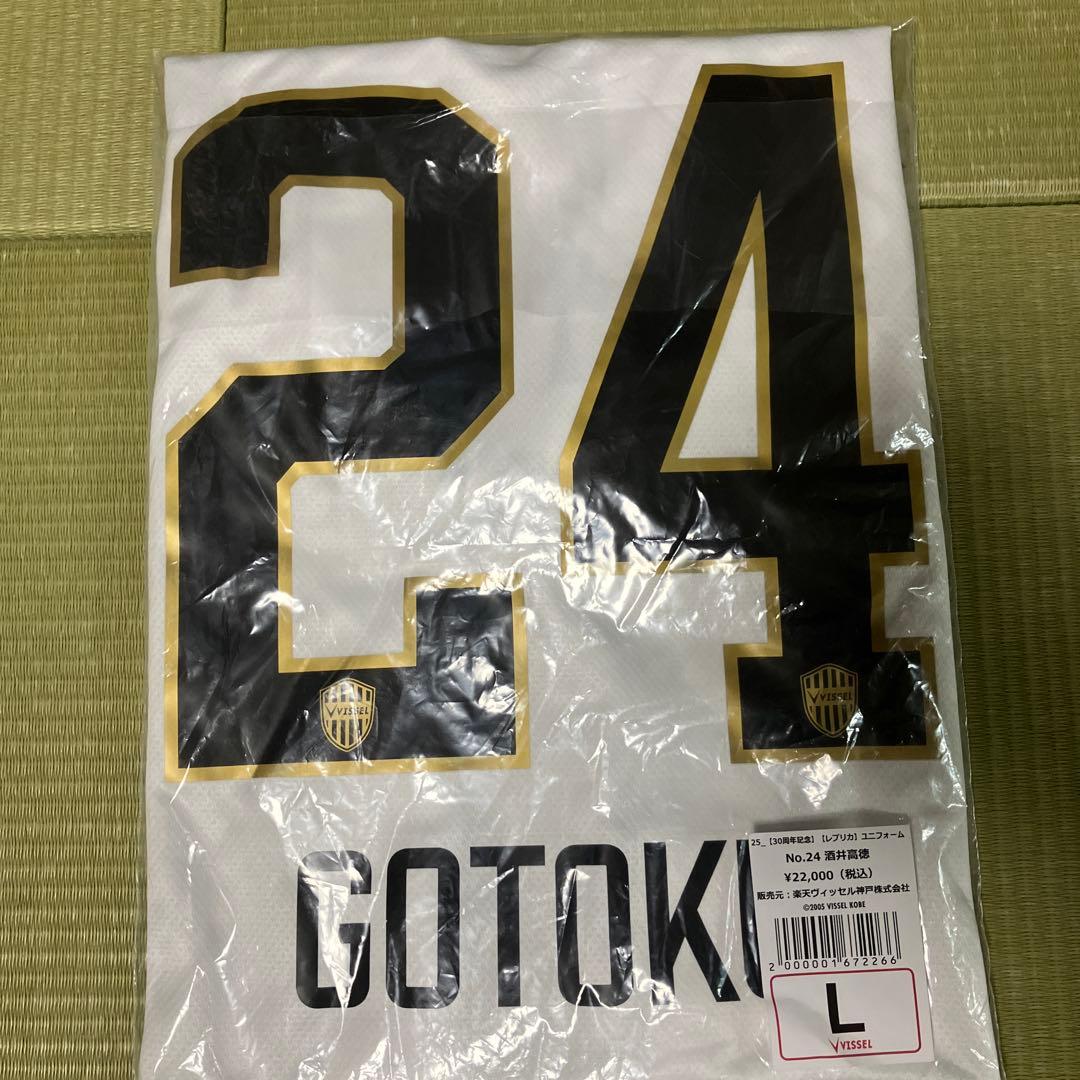 24
VISSEL
VISSEL
GOTOKU
25_【30周年記念】【レプリカ】ユニフォーム
No.24 酒井高徳
¥22,000（税込）
販売元：楽天ヴィッセル神戸株式会社
©2005 VISSEL KOBE
2 000001 672266
L
VISSEL